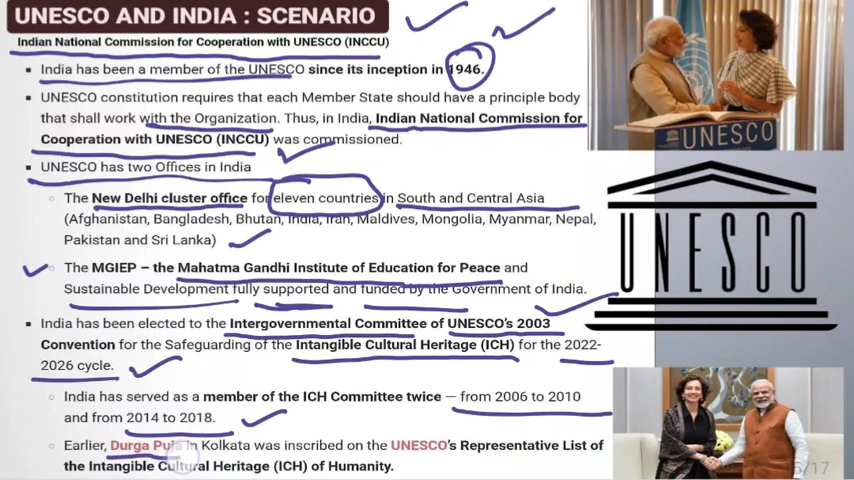 UNESCO AND INDIA : SCENARIO
Indian National Commission for Cooperation with UNESCO (INCCU)
India has been a member of the UNESCO since its inception in 1946.
UNESCO constitution requires that each Member State should have a principle body
that shall work with the Organization. Thus, in India, Indian National Commission for
Cooperation with UNESCO (INCCU) was commissioned.
UNESCO has two Offices in India
The New Delhi cluster office for eleven countries in South and Central Asia
(Afghanistan, Bangladesh, Bhutan, India, Iran, Maldives, Mongolia, Myanmar, Nepal,
Pakistan and Sri Lanka)
The MGIEP – the Mahatma Gandhi Institute of Education for Peace and
Sustainable Development fully supported and funded by the Government of India.
India has been elected to the Intergovernmental Committee of UNESCO's 2003
Convention for the Safeguarding of the Intangible Cultural Heritage (ICH) for the 2022-
2026 cycle.
India has served as a member of the ICH Committee twice — from 2006 to 2010
and from 2014 to 2018.
Earlier, Durga Puja in Kolkata was inscribed on the UNESCO's Representative List of
the Intangible Cultural Heritage (ICH) of Humanity.
UNESCO
UNESCO
/17